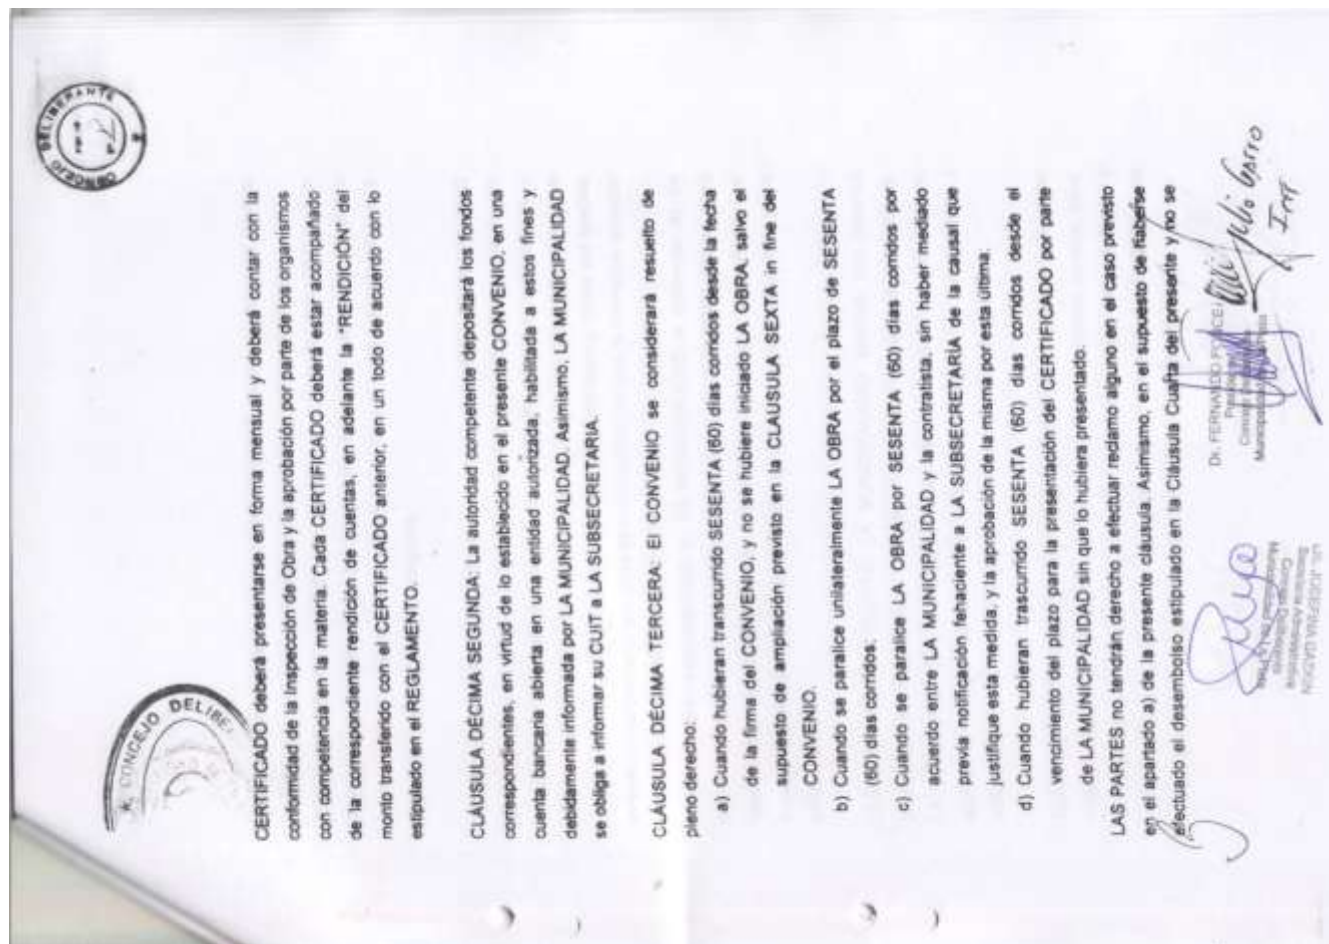 CONCEJO DELIBERANTE
H. CONCEJO DELIBE
CERTIFICADO deberá presentarse en forma mensual y deberá contar con la
conformidad de la Inspección de Obra y la aprobación por parte de los organismos
con competencia en la materia. Cada CERTIFICADO deberá estar acompañado
de la correspondiente rendición de cuentas, en adelante la "RENDICIÓN" del
monto transferido con el CERTIFICADO anterior, en un todo de acuerdo con lo
estipulado en el REGLAMENTO.
CLÁUSULA DÉCIMA SEGUNDA: La autoridad competente depositará los fondos
correspondientes, en virtud de lo establecido en el presente CONVENIO, en una
cuenta bancaria abierta en una entidad autorizada, habilitada a estos fines y
debidamente informada por LA MUNICIPALIDAD. Asimismo, LA MUNICIPALIDAD
se obliga a informar su CUIT a LA SUBSECRETARIA.
CLÁUSULA DÉCIMA TERCERA: El CONVENIO se considerará resuelto de
pleno derecho:
a) Cuando hubieran transcurrido SESENTA (60) días corridos desde la fecha
de la firma del CONVENIO, y no se hubiere iniciado LA OBRA, salvo el
supuesto de ampliación previsto en la CLAUSULA SEXTA in fine del
CONVENIO.
b) Cuando se paralice unilateralmente LA OBRA por el plazo de SESENTA
(60) días corridos.
c) Cuando se paralice LA OBRA por SESENTA (60) días corridos por
acuerdo entre LA MUNICIPALIDAD y la contratista, sin haber mediado
previa notificación fehaciente a LA SUBSECRETARÍA de la causal que
justifique esta medida, y la aprobación de la misma por esta última.
d) Cuando hubieran trascurrido SESENTA (60) días corridos desde el
vencimiento del plazo para la presentación del CERTIFICADO por parte
de LA MUNICIPALIDAD sin que lo hubiera presentado.
LAS PARTES no tendrán derecho a efectuar reclamo alguno en el caso previsto
en el apartado a) de la presente cláusula. Asimismo, en el supuesto de haberse
efectuado el desembolso estipulado en la Cláusula Cuarta del presente y no se
Dr. FERNANDO